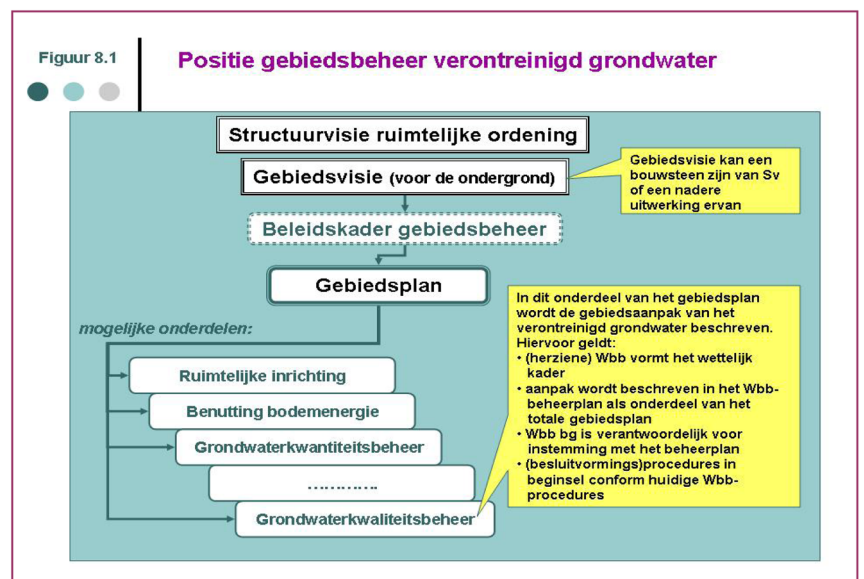 Figuur 8.1
Positie gebiedsbeheer verontreinigd grondwater
Structuurvisie ruimtelijke ordening
Gebiedsvisie (voor de ondergrond)
Gebiedsvisie kan een
bouwsteen zijn van Sv
of een nadere
uitwerking ervan
Beleidskader gebiedsbeheer
Gebiedsplan
mogelijke onderdelen:
Ruimtelijke inrichting
Benutting bodemenergie
Grondwaterkwantiteitsbeheer
………….
Grondwaterkwaliteitsbeheer
In dit onderdeel van het gebiedsplan
wordt de gebiedsaanpak van het
verontreinigd grondwater beschreven.
Hiervoor geldt:
• (herziene) Wbb vormt het wettelijk
kader
• aanpak wordt beschreven in het Wbb-
beheerplan als onderdeel van het
totale gebiedsplan
• Wbb bg is verantwoordelijk voor
instemming met het beheerplan
• (besluitvormings)procedures in
beginsel conform huidige Wbb-
procedures